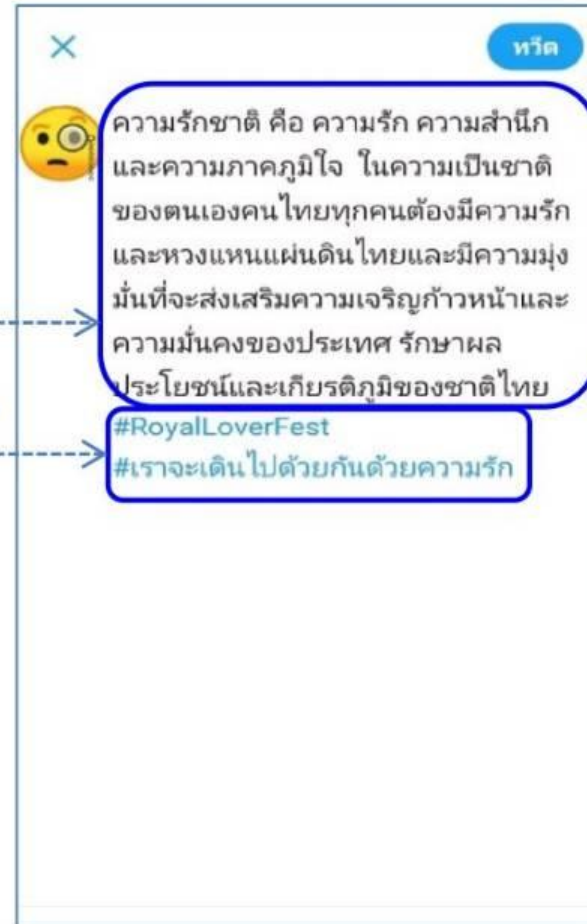 ทวีต
ความรักชาติ คือ ความรัก ความสำนึก
และความภาคภูมิใจ ในความเป็นชาติ
ของตนเองคนไทยทุกคนต้องมีความรัก
และหวงแหนแผ่นดินไทยและมีความมุ่ง
มั่นที่จะส่งเสริมความเจริญก้าวหน้าและ
ความมั่นคงของประเทศ รักษาผล
ประโยชน์และเกียรติภูมิของชาติไทย
#RoyalLoverFest
#เราจะเดินไปด้วยกันด้วยความรัก